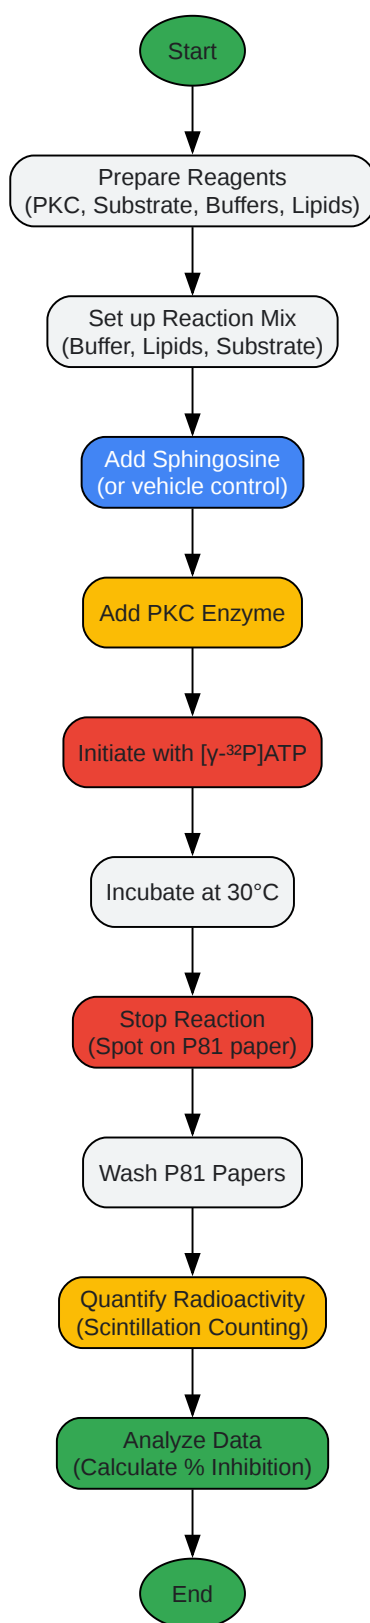 Start
Prepare Reagents
(PKC, Substrate, Buffers, Lipids)
Set up Reaction Mix
(Buffer, Lipids, Substrate)
Add Sphingosine
(or vehicle control)
Add PKC Enzyme
Initiate with [γ-³²P]ATP
Incubate at 30°C
Stop Reaction
(Spot on P81 paper)
Wash P81 Papers
Quantify Radioactivity
(Scintillation Counting)
Analyze Data
(Calculate % Inhibition)
End